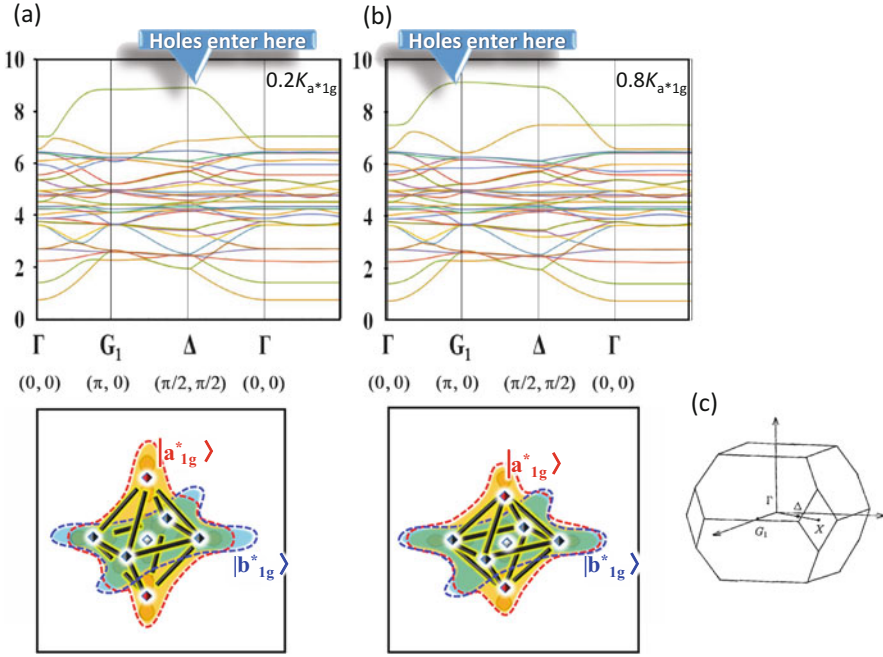 (a)
Holes enter here
10
8
6
4
2
0
0.2K a*1g
Γ G₁ Δ Γ
(0, 0) (π, 0) (π/2, π/2) (0, 0)
|a*1g⟩
|b*1g⟩
(b)
Holes enter here
10
8
6
4
2
0
0.8K a*1g
Γ G₁ Δ Γ
(0, 0) (π, 0) (π/2, π/2) (0, 0)
|a*1g⟩
|b*1g⟩
(c)
Γ
Δ
G₁
X